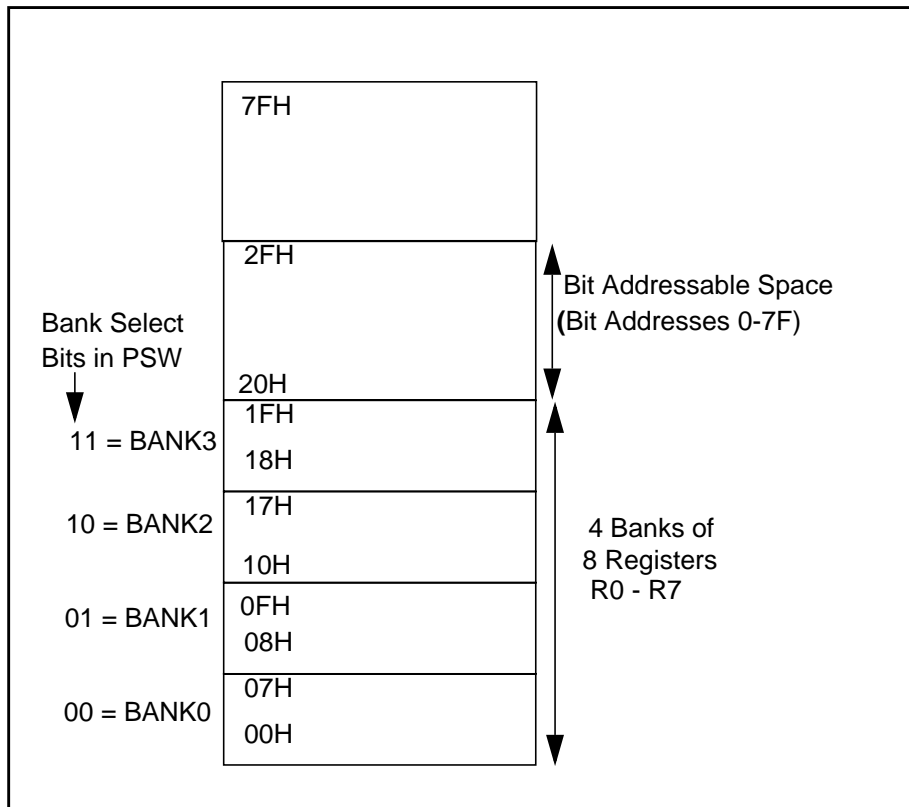 7FH
2FH
Bit Addressable Space
(Bit Addresses 0-7F)
Bank Select
Bits in PSW
20H
1FH
11 = BANK3
18H
17H
10 = BANK2
10H
4 Banks of
8 Registers
R0 - R7
0FH
01 = BANK1
08H
07H
00 = BANK0
00H